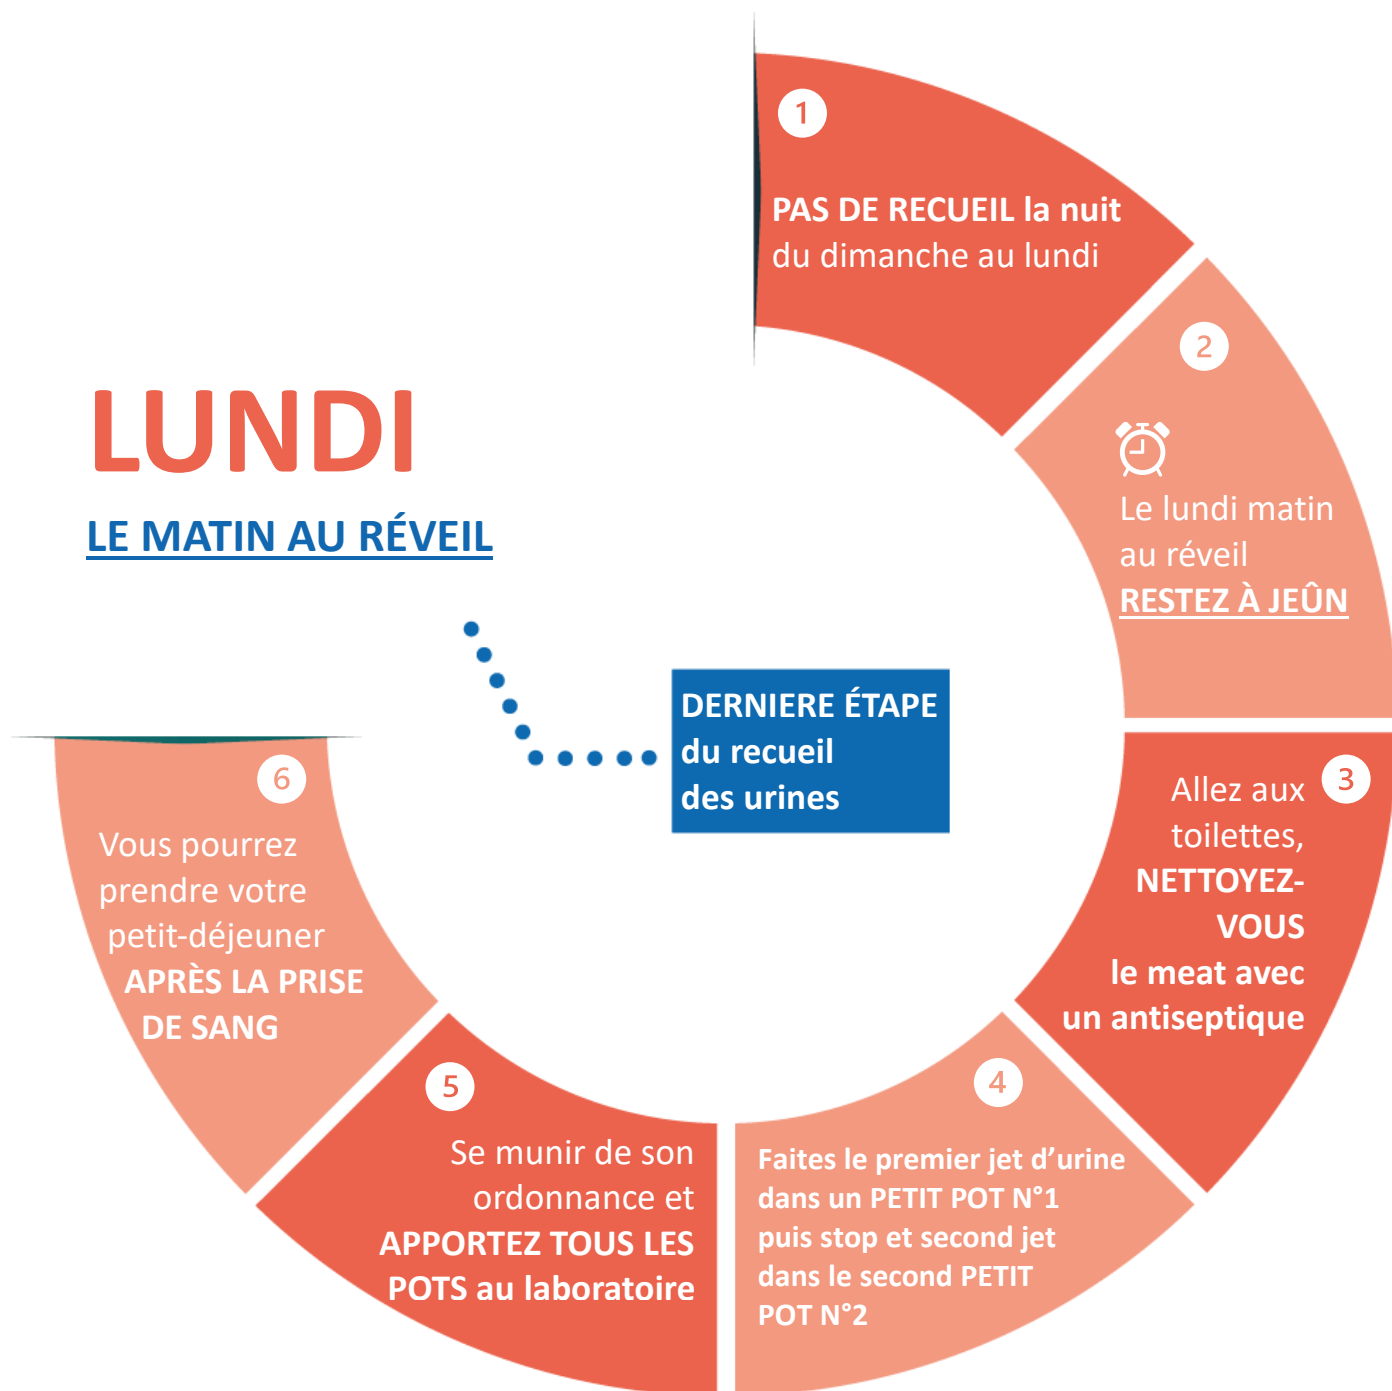 LUNDI
LE MATIN AU RÉVEIL
DERNIERE ÉTAPE
du recueil
des urines
1
PAS DE RECUEIL la nuit
du dimanche au lundi
2
Le lundi matin
au réveil
RESTEZ À JEÛN
3
Allez aux
toilettes,
NETTOYEZ-
VOUS
le meat avec
un antiseptique
4
Faites le premier jet d’urine
dans un PETIT POT N°1
puis stop et second jet
dans le second PETIT
POT N°2
5
Se munir de son
ordonnance et
APPORTEZ TOUS LES
POTS au laboratoire
6
Vous pourrez
prendre votre
petit-déjeuner
APRÈS LA PRISE
DE SANG